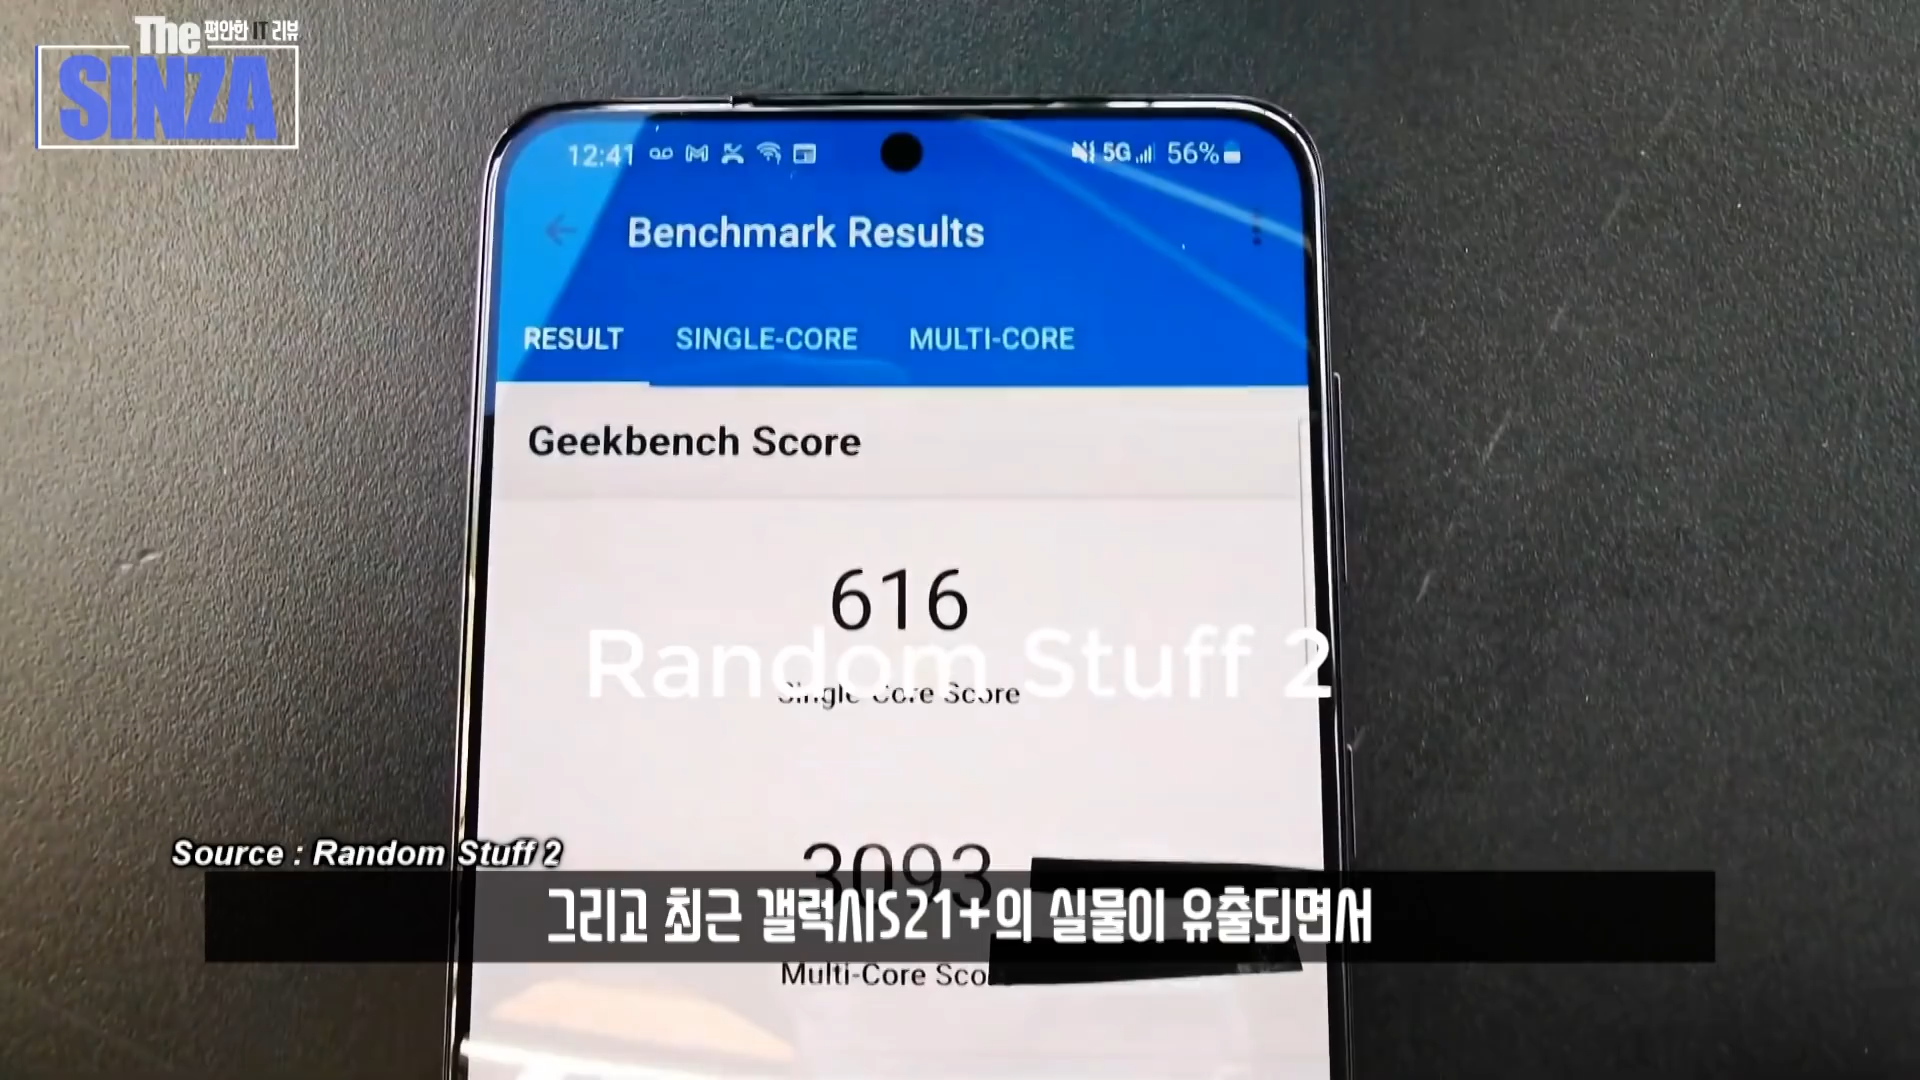 The 편안한 IT 리뷰
SINZA
12:41
5G 56%
Benchmark Results
RESULT SINGLE-CORE MULTI-CORE
Geekbench Score
616
Random Stuff 2
Single-Core Score
3093
Source : Random Stuff 2
그리고 최근 갤럭시S21+의 실물이 유출되면서
Multi-Core Sco